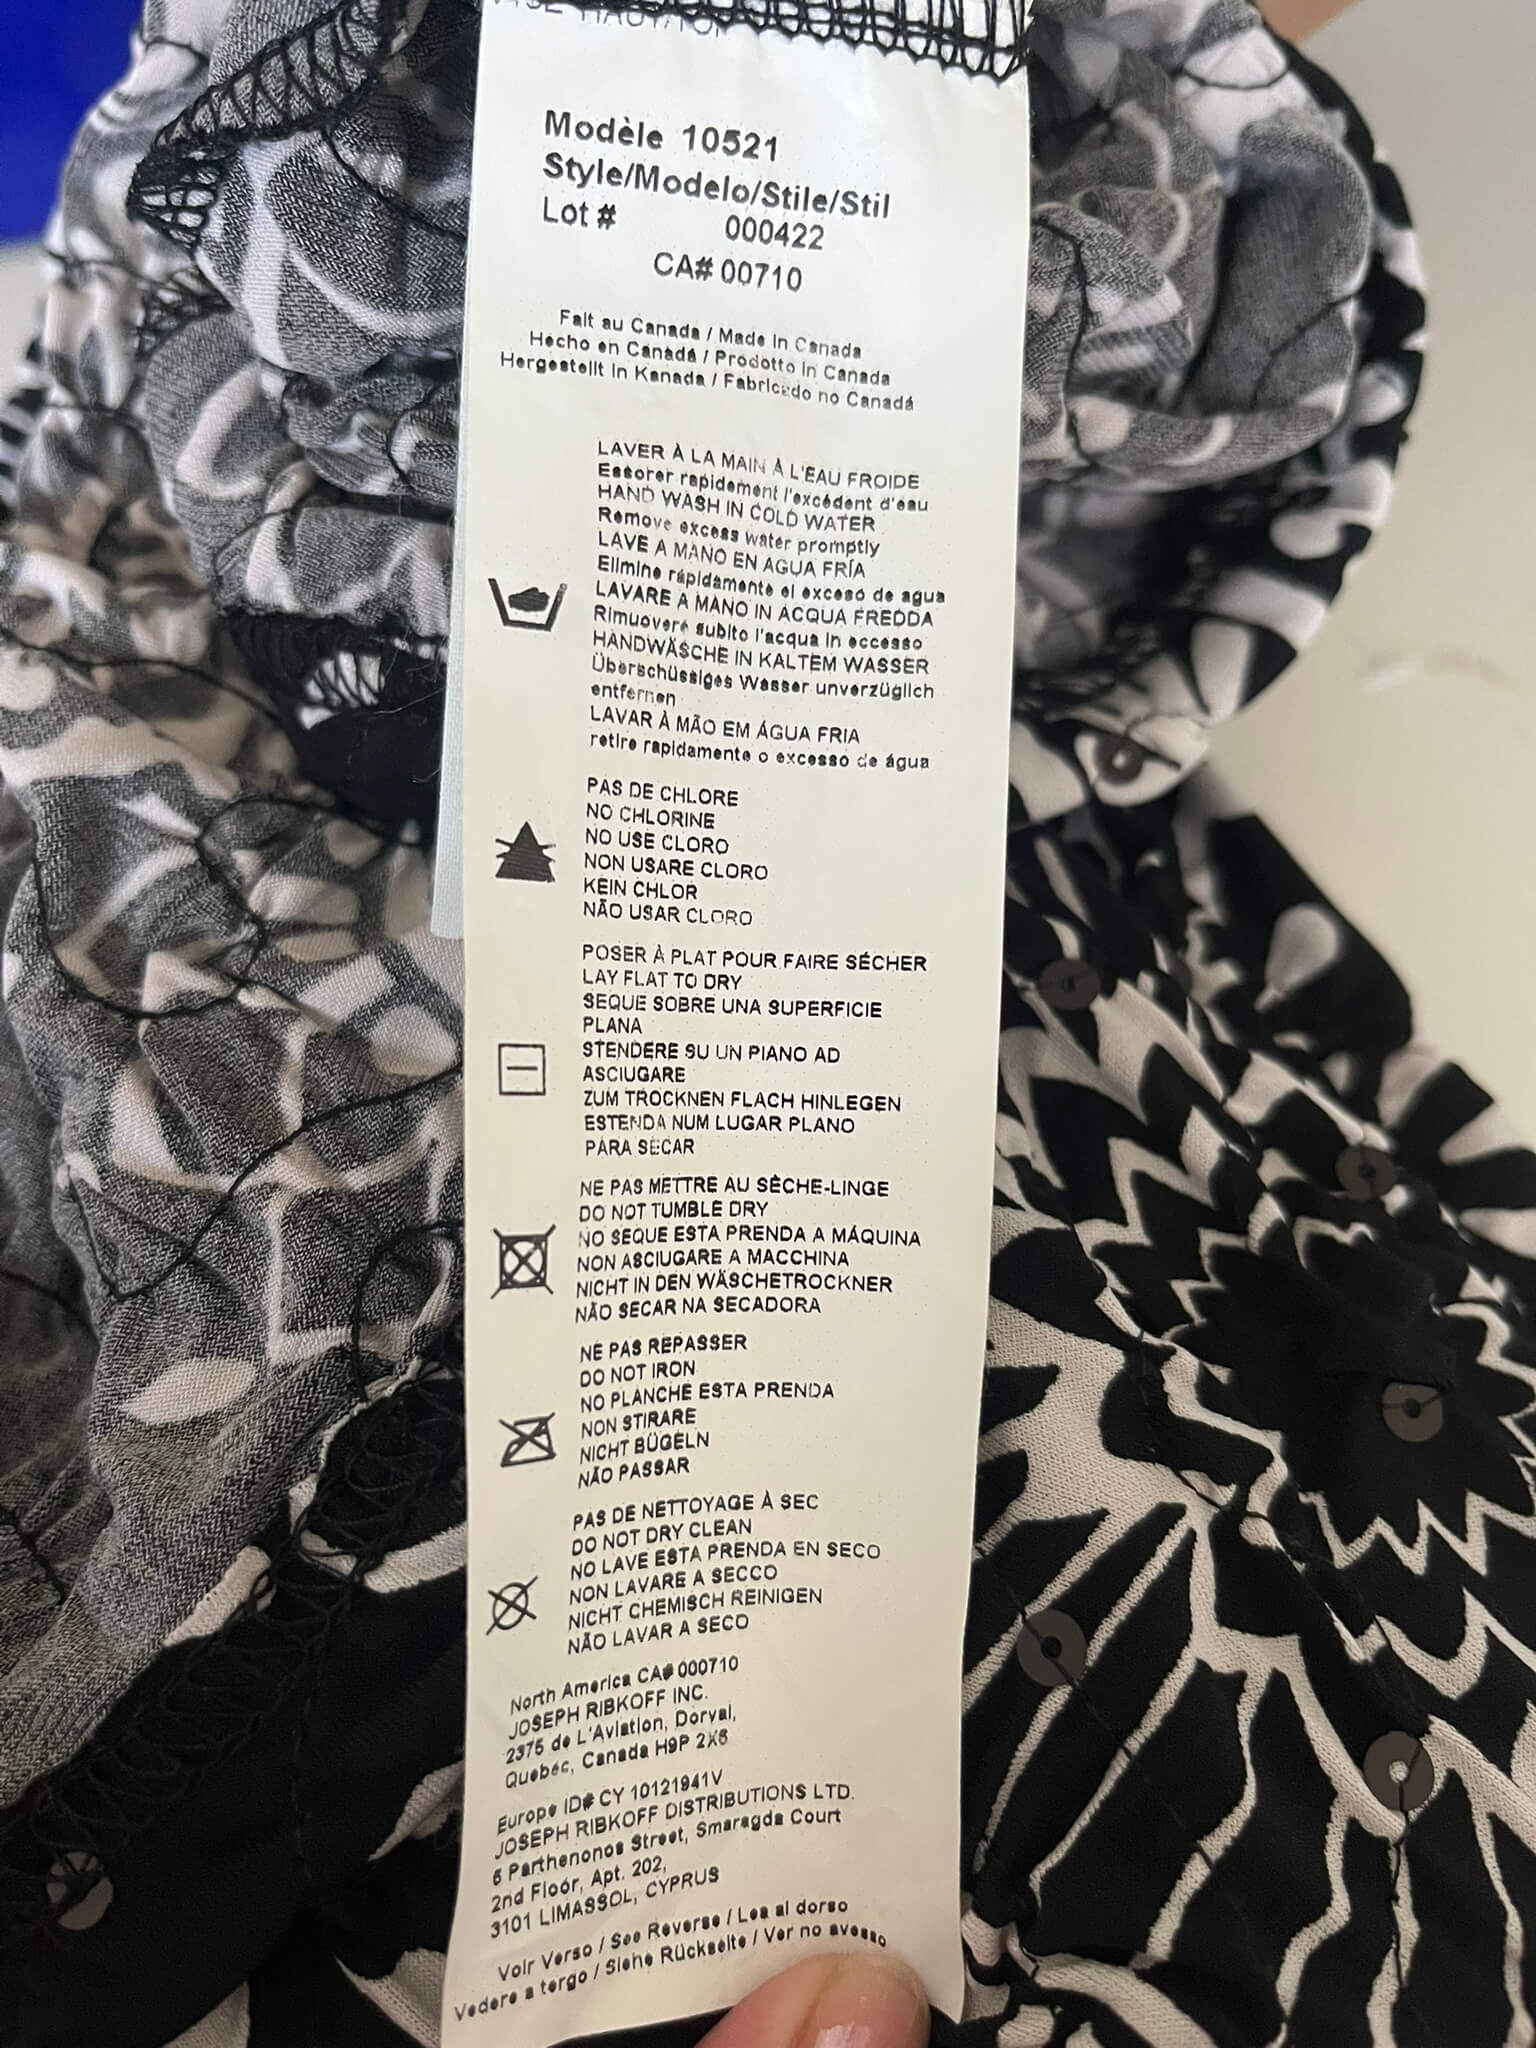 Modèle 10521
Style/Modelo/Stile/Stil
Lot # 000422
CA# 00710
Fait au Canada / Made in Canada
Hecho en Canadá / Prodotto in Canada
Hergestellt in Kanada / Fabricado no Canadá
LAVER À LA MAIN À L'EAU FROIDE
Essorer rapidement l'excédent d'eau
HAND WASH IN COLD WATER
Remove excess water promptly
LAVE A MANO EN AGUA FRÍA
Elimine rápidamente el exceso de agua
LAVARE A MANO IN ACQUA FREDDA
Rimuovere subito l'acqua in eccesso
HANDWÄSCHE IN KALTEM WASSER
Überschüssiges Wasser unverzüglich
entfernen
LAVAR À MÃO EM ÁGUA FRIA
retire rapidamente o excesso de água
PAS DE CHLORE
NO CHLORINE
NO USE CLORO
NON USARE CLORO
KEIN CHLOR
NÃO USAR CLORO
POSER À PLAT POUR FAIRE SÉCHER
LAY FLAT TO DRY
SEQUE SOBRE UNA SUPERFICIE
PLANA
STENDERE SU UN PIANO AD
ASCIUGARE
ZUM TROCKNEN FLACH HINLEGEN
ESTENDA NUM LUGAR PLANO
PARA SECAR
NE PAS METTRE AU SÈCHE-LINGE
DO NOT TUMBLE DRY
NO SEQUE ESTA PRENDA A MÁQUINA
NON ASCIUGARE A MACCHINA
NICHT IN DEN WÄSCHETROCKNER
NÃO SECAR NA SECADORA
NE PAS REPASSER
DO NOT IRON
NO PLANCHE ESTA PRENDA
NON STIRARE
NICHT BÜGELN
NÃO PASSAR
PAS DE NETTOYAGE À SEC
DO NOT DRY CLEAN
NO LAVE ESTA PRENDA EN SECO
NON LAVARE A SECCO
NICHT CHEMISCH REINIGEN
NÃO LAVAR A SECO
North America CA# 000710
JOSEPH RIBKOFF INC.
2375 de L'Aviation, Dorval,
Quebéc, Canada H9P 2X6
Europe ID# CY 10121941V
JOSEPH RIBKOFF DISTRIBUTIONS LTD.
6 Parthenonos Street, Smaragda Court
2nd Floor, Apt. 202,
3101 LIMASSOL, CYPRUS
Voir Verso / See Reverse / Lea al dorso
Vedere a tergo / Siehe Rückseite / Ver no avesso